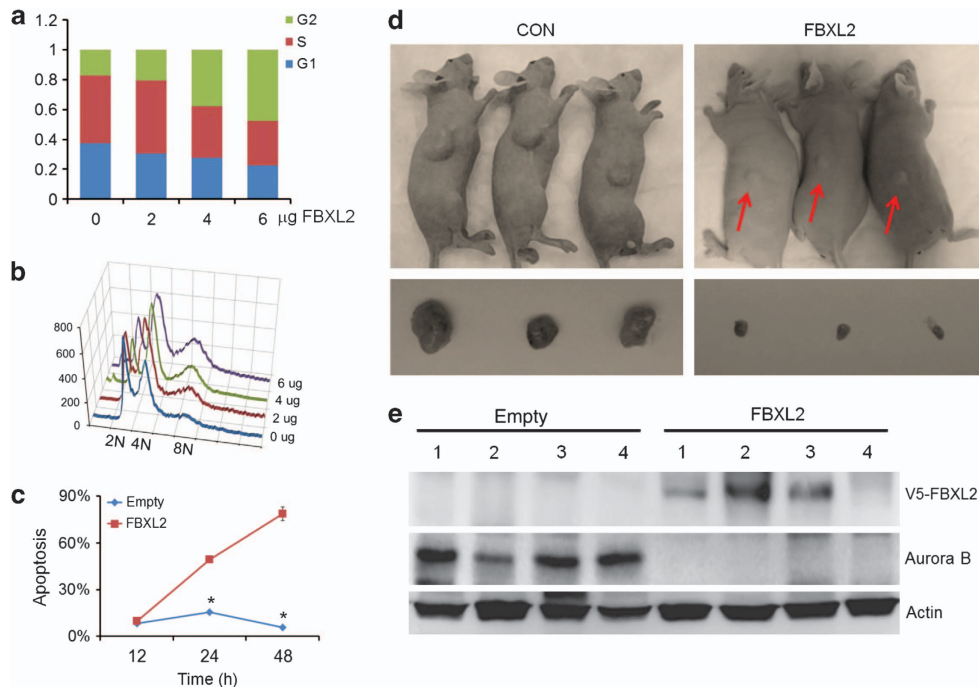 a
1.2
1
0.8
0.6
0.4
0.2
0
G2
S
G1
0 2 4 6 μg FBXL2
b
800
600
400
200
0
6 ug
4 ug
2 ug
0 ug
2N 4N 8N
c
90%
60%
30%
0%
Apoptosis
Empty
FBXL2
*
*
12 24 48
Time (h)
d
CON
FBXL2
e
Empty
FBXL2
1 2 3 4 1 2 3 4
V5-FBXL2
Aurora B
Actin